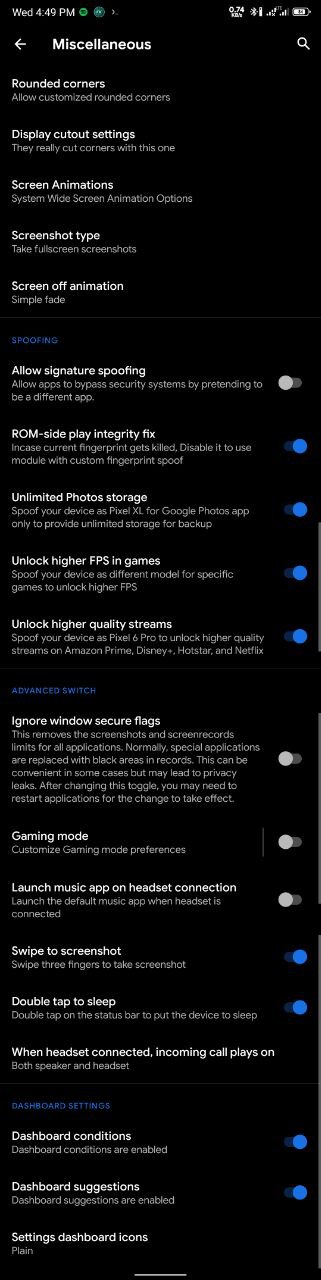 Wed 4:49 PM
0.74
KB/s
Miscellaneous
Rounded corners
Allow customized rounded corners
Display cutout settings
They really cut corners with this one
Screen Animations
System Wide Screen Animation Options
Screenshot type
Take fullscreen screenshots
Screen off animation
Simple fade
SPOOFING
Allow signature spoofing
Allow apps to bypass security systems by pretending to
be a different app.
ROM-side play integrity fix
Incase current fingerprint gets killed, Disable it to use
module with custom fingerprint spoof
Unlimited Photos storage
Spoof your device as Pixel XL for Google Photos app
only to provide unlimited storage for backup
Unlock higher FPS in games
Spoof your device as different model for specific
games to unlock higher FPS
Unlock higher quality streams
Spoof your device as Pixel 6 Pro to unlock higher quality
streams on Amazon Prime, Disney+, Hotstar, and Netflix
ADVANCED SWITCH
Ignore window secure flags
This removes the screenshots and screenrecords
limits for all applications. Normally, special applications
are replaced with black areas in records. This can be
convenient in some cases but may lead to privacy
leaks. After changing this toggle, you may need to
restart applications for the change to take effect.
Gaming mode
Customize Gaming mode preferences
Launch music app on headset connection
Launch the default music app when headset is
connected
Swipe to screenshot
Swipe three fingers to take screenshot
Double tap to sleep
Double tap on the status bar to put the device to sleep
When headset connected, incoming call plays on
Both speaker and headset
DASHBOARD SETTINGS
Dashboard conditions
Dashboard conditions are enabled
Dashboard suggestions
Dashboard suggestions are enabled
Settings dashboard icons
Plain